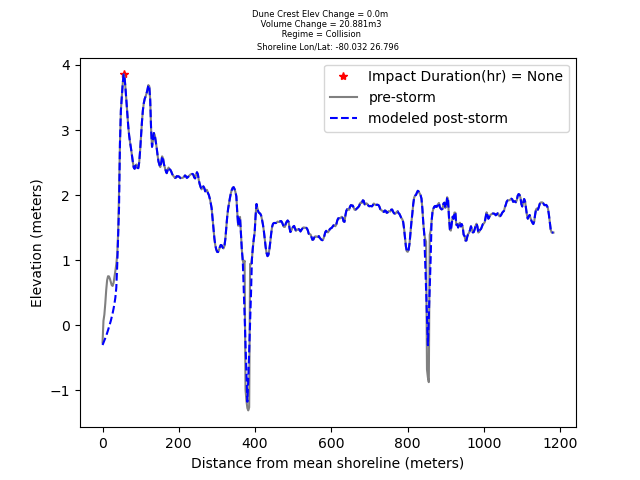 Dune Crest Elev Change = 0.0m
Volume Change = 20.881m3
Regime = Collision
Shoreline Lon/Lat: -80.032 26.796
Impact Duration(hr) = None
pre-storm
modeled post-storm
Elevation (meters)
4
3
2
1
0
−1
0 200 400 600 800 1000 1200
Distance from mean shoreline (meters)